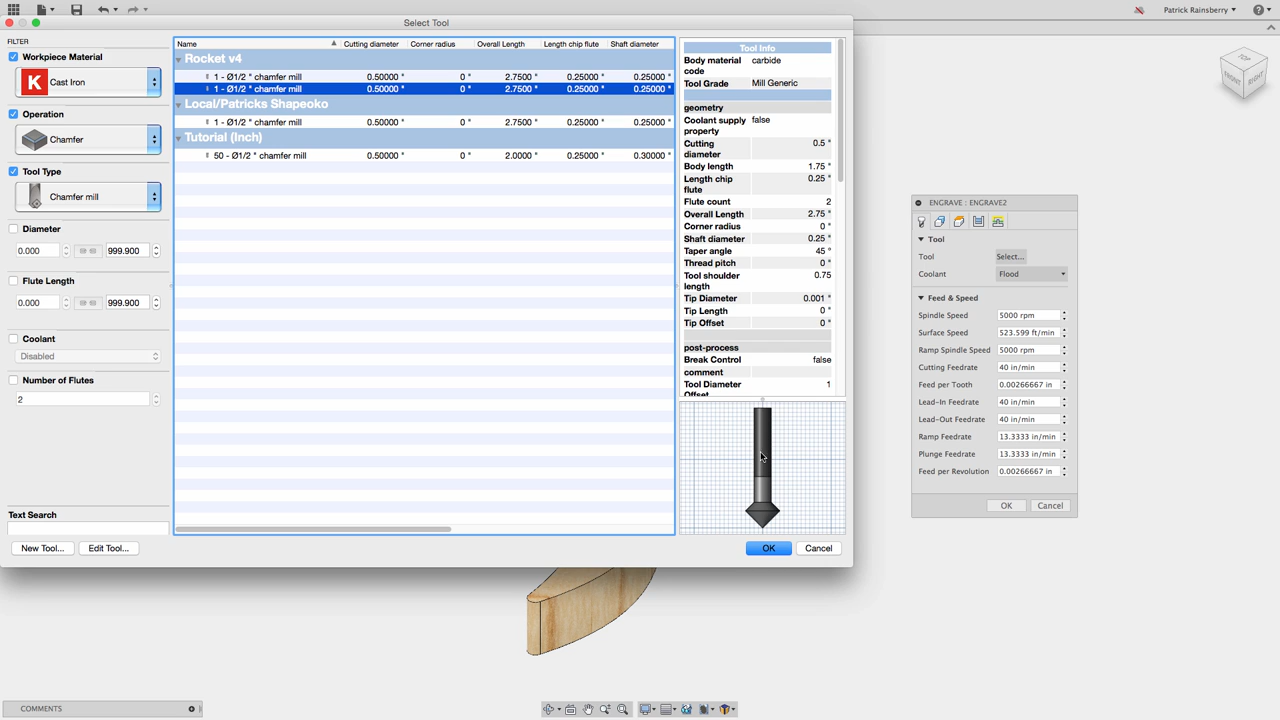 Patrick Rainsberry
Select Tool
FILTER
Workpiece Material
Cast Iron
Operation
Chamfer
Tool Type
Chamfer mill
Diameter
0.000 999.900
Flute Length
0.000 999.900
Coolant
Disabled
Number of Flutes
2
Text Search
New Tool... Edit Tool...
Name Cutting diameter Corner radius Overall Length Length chip flute Shaft diameter
Rocket v4
1 - Ø1/2 " chamfer mill 0.50000 " 0 " 2.7500 " 0.25000 " 0.25000 "
1 - Ø1/2 " chamfer mill 0.50000 " 0 " 2.7500 " 0.25000 " 0.25000 "
Local/Patricks Shapeoko
1 - Ø1/2 " chamfer mill 0.50000 " 0 " 2.7500 " 0.25000 " 0.25000 "
Tutorial (Inch)
50 - Ø1/2 " chamfer mill 0.50000 " 0 " 2.0000 " 0.25000 " 0.30000 "
Tool Info
Body material code carbide
Tool Grade Mill Generic
geometry
Coolant supply property false
Cutting diameter 0.5 "
Body length 1.75 "
Length chip flute 0.25 "
Flute count 2
Overall Length 2.75 "
Corner radius 0 "
Shaft diameter 0.25 "
Taper angle 45 °
Thread pitch 0 "
Tool shoulder length 0.75
Tip Diameter 0.001 "
Tip Length 0 "
Tip Offset 0 "
post-process
Break Control false
comment
Tool Diameter Offset 1
OK Cancel
ENGRAVE : ENGRAVE2
Tool
Tool Select...
Coolant Flood
Feed & Speed
Spindle Speed 5000 rpm
Surface Speed 523.599 ft/min
Ramp Spindle Speed 5000 rpm
Cutting Feedrate 40 in/min
Feed per Tooth 0.00266667 in
Lead-In Feedrate 40 in/min
Lead-Out Feedrate 40 in/min
Ramp Feedrate 13.3333 in/min
Plunge Feedrate 13.3333 in/min
Feed per Revolution 0.00266667 in
OK Cancel
TOP
FRONT RIGHT
COMMENTS